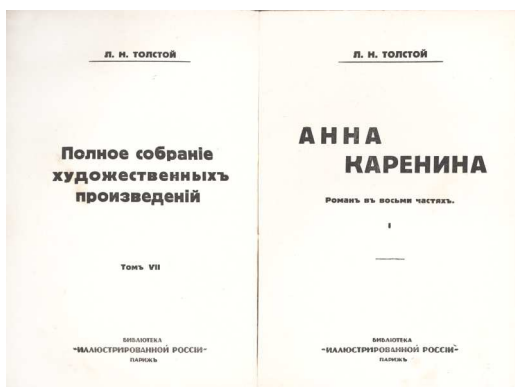 Л. Н. ТОЛСТОЙ
Полное собраніе
художественныхъ
произведеній
Томъ VII
БИБЛІОТЕКА
"ИЛЛЮСТРИРОВАННОЙ РОССІИ"
ПАРИЖЪ
Л. Н. ТОЛСТОЙ
АННА
КАРЕНИНА
Романъ въ восьми частяхъ.
I
БИБЛІОТЕКА
"ИЛЛЮСТРИРОВАННОЙ РОССІИ"
ПАРИЖЪ